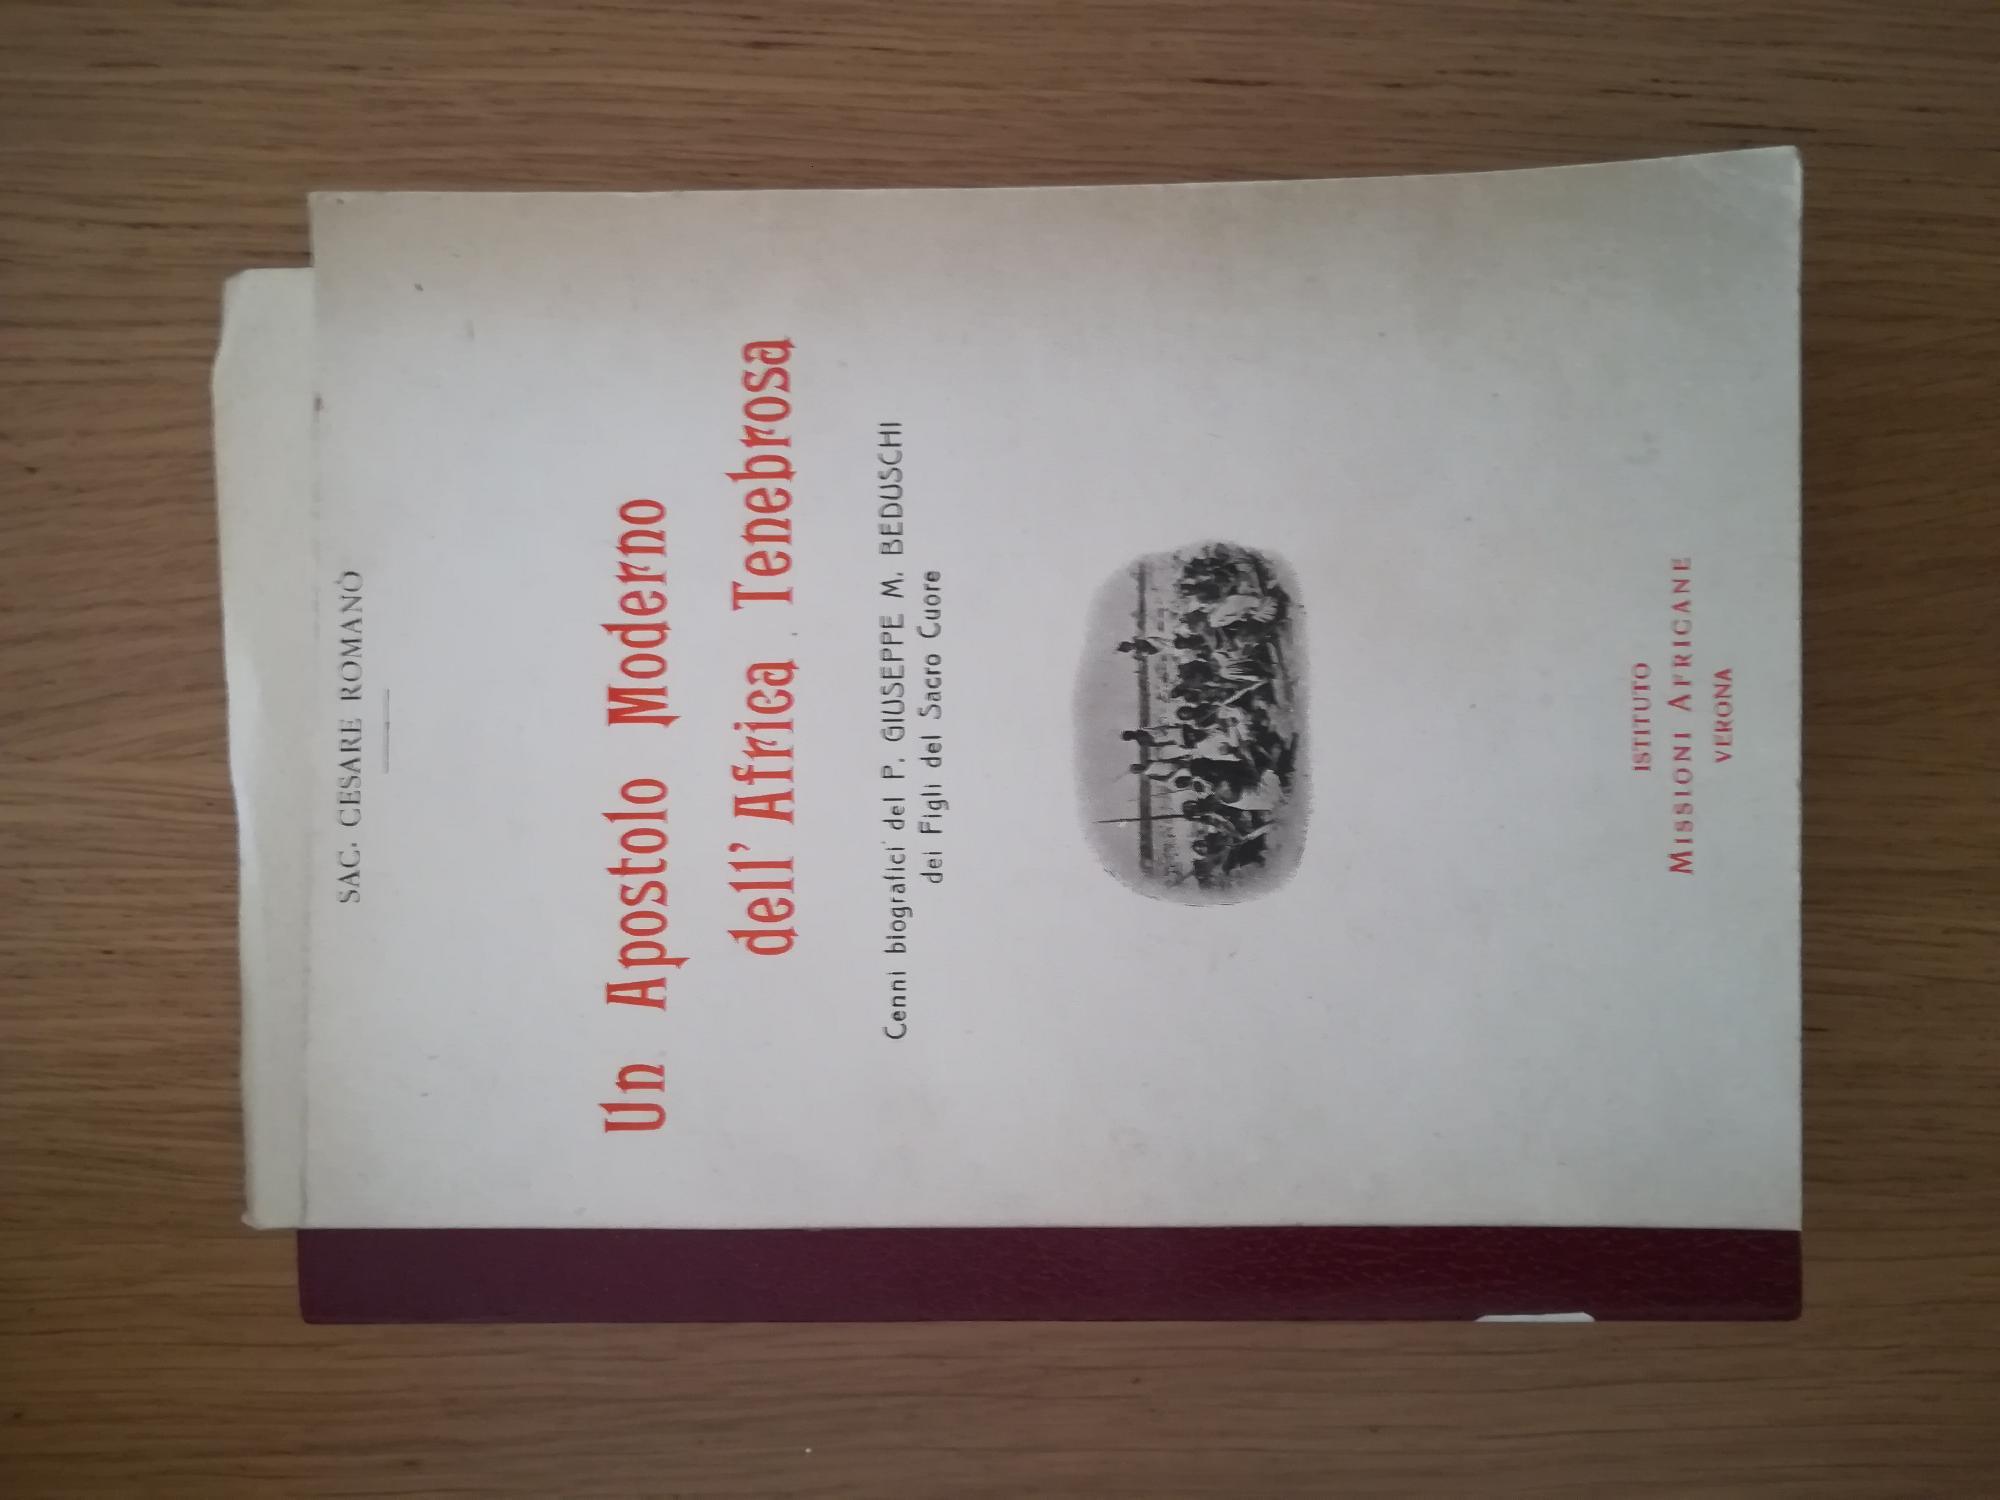 SAC. CESARE ROMANÒ
Un Apostolo Moderno
dell' Africa Tenebrosa
Cenni biografici del P. GIUSEPPE M. BEDUSCHI
dei Figli del Sacro Cuore
ISTITUTO
MISSIONI AFRICANE
VERONA